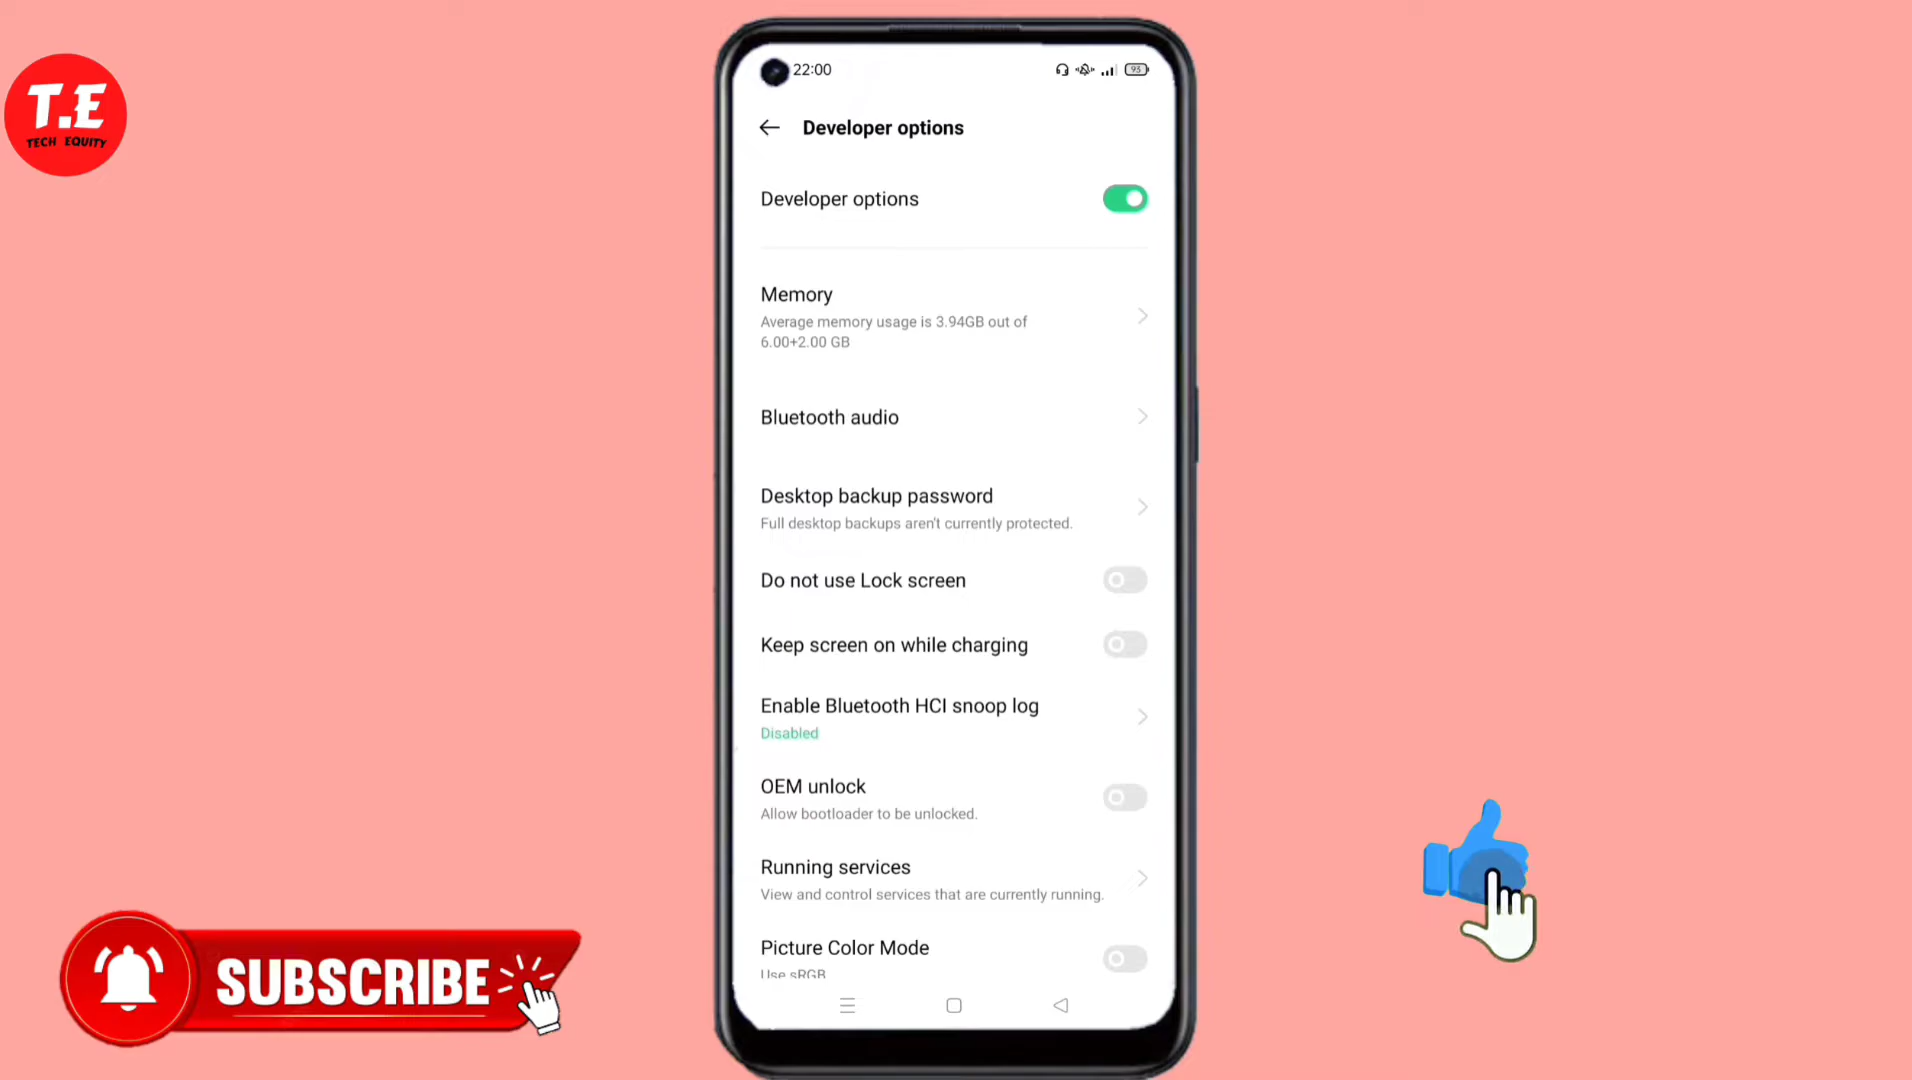 T.E
TECH EQUITY
22:00
93
Developer options
Developer options
Memory
Average memory usage is 3.94GB out of
6.00+2.00 GB
Bluetooth audio
Desktop backup password
Full desktop backups aren't currently protected.
Do not use Lock screen
Keep screen on while charging
Enable Bluetooth HCI snoop log
Disabled
OEM unlock
Allow bootloader to be unlocked.
Running services
View and control services that are currently running.
Picture Color Mode
Use sRGB
SUBSCRIBE